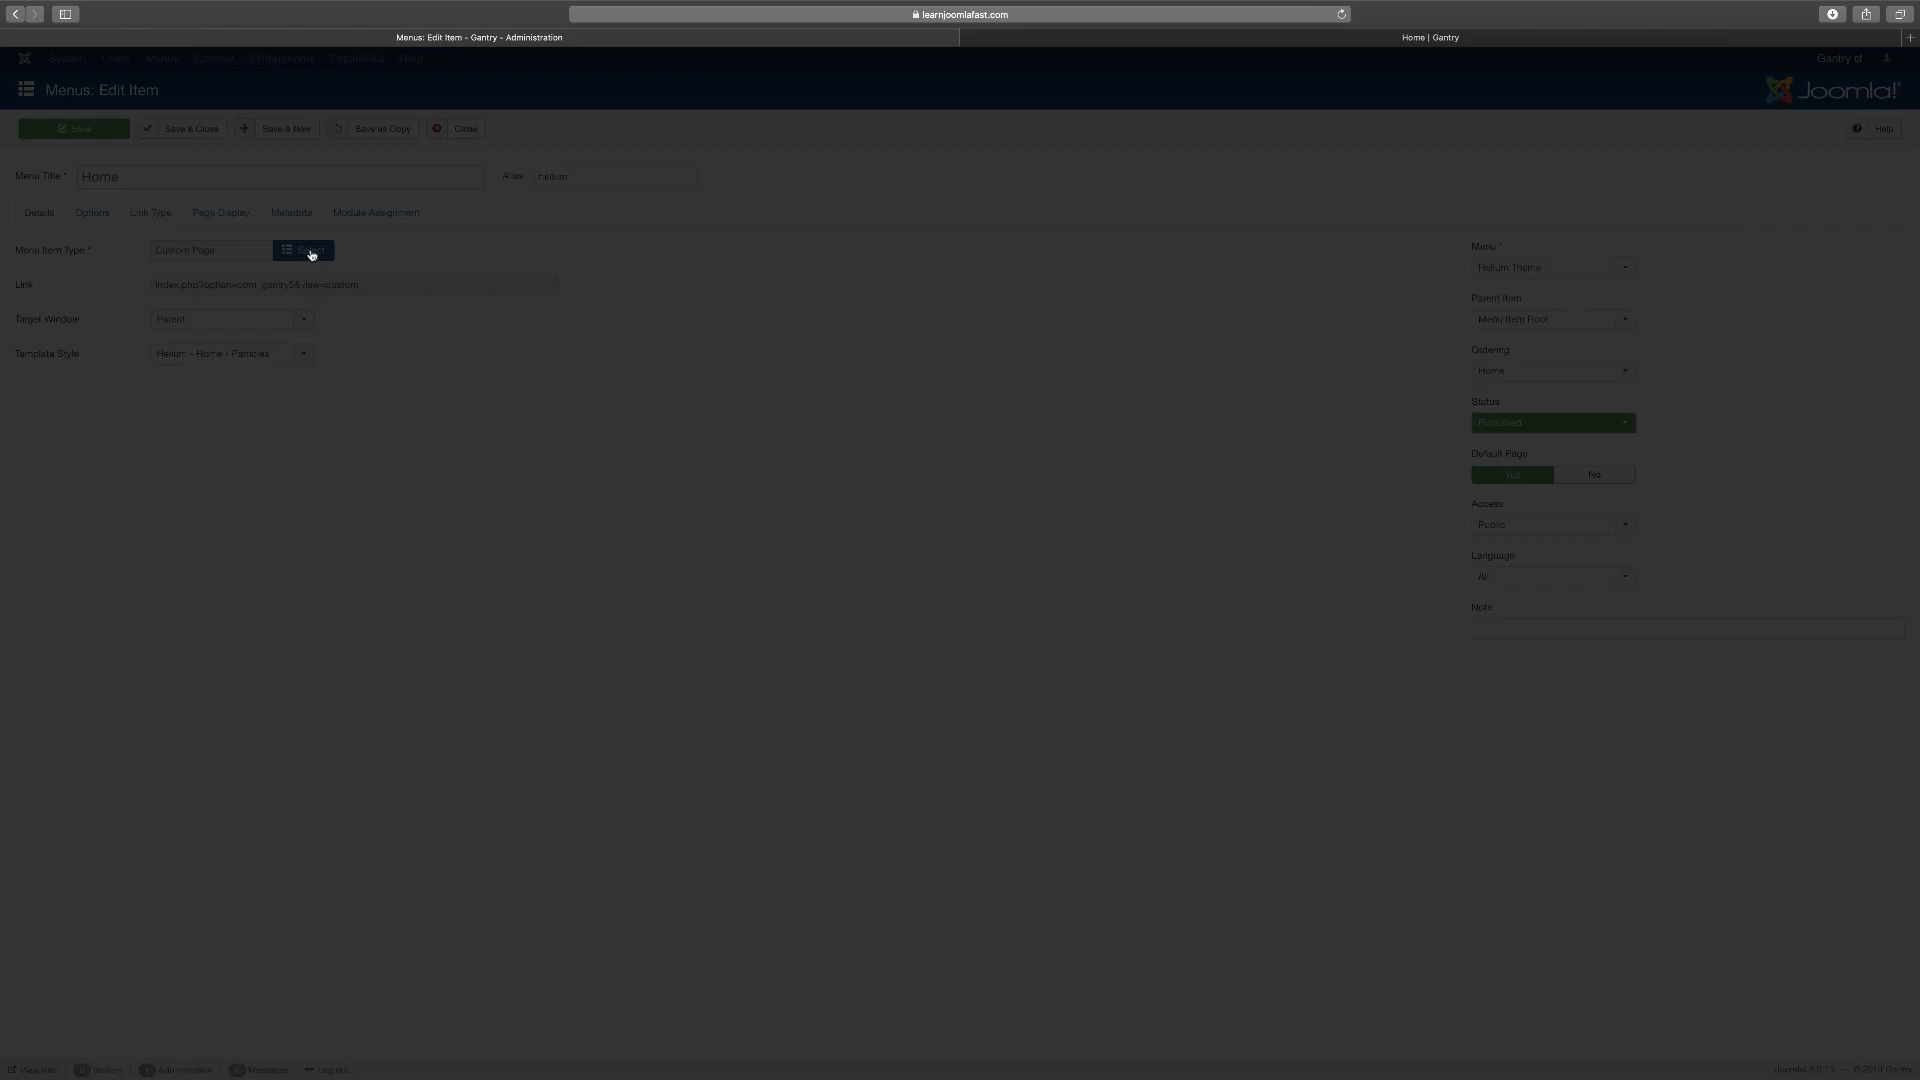 learnjoomlafast.com
Menus: Edit Item - Gantry - Administration
Home | Gantry
System Users Menus Content Components Extensions Help
Gantry
Menus: Edit Item
Joomla!®
Save
Save & Close
Save & New
Save as Copy
Close
Help
Menu Title *
Home
Alias
helium
Details
Options
Link Type
Page Display
Metadata
Module Assignment
Menu Item Type *
Custom Page
Select
Link
index.php?option=com_gantry5&view=custom
Target Window
Parent
Template Style
Helium - Home - Particles
Menu *
Helium Theme
Parent Item
Menu Item Root
Ordering
Home
Status
Published
Default Page
Yes
No
Access
Public
Language
All
Note
View Site
Visitors
Administrator
Messages
Log out
© 2018 Gantry